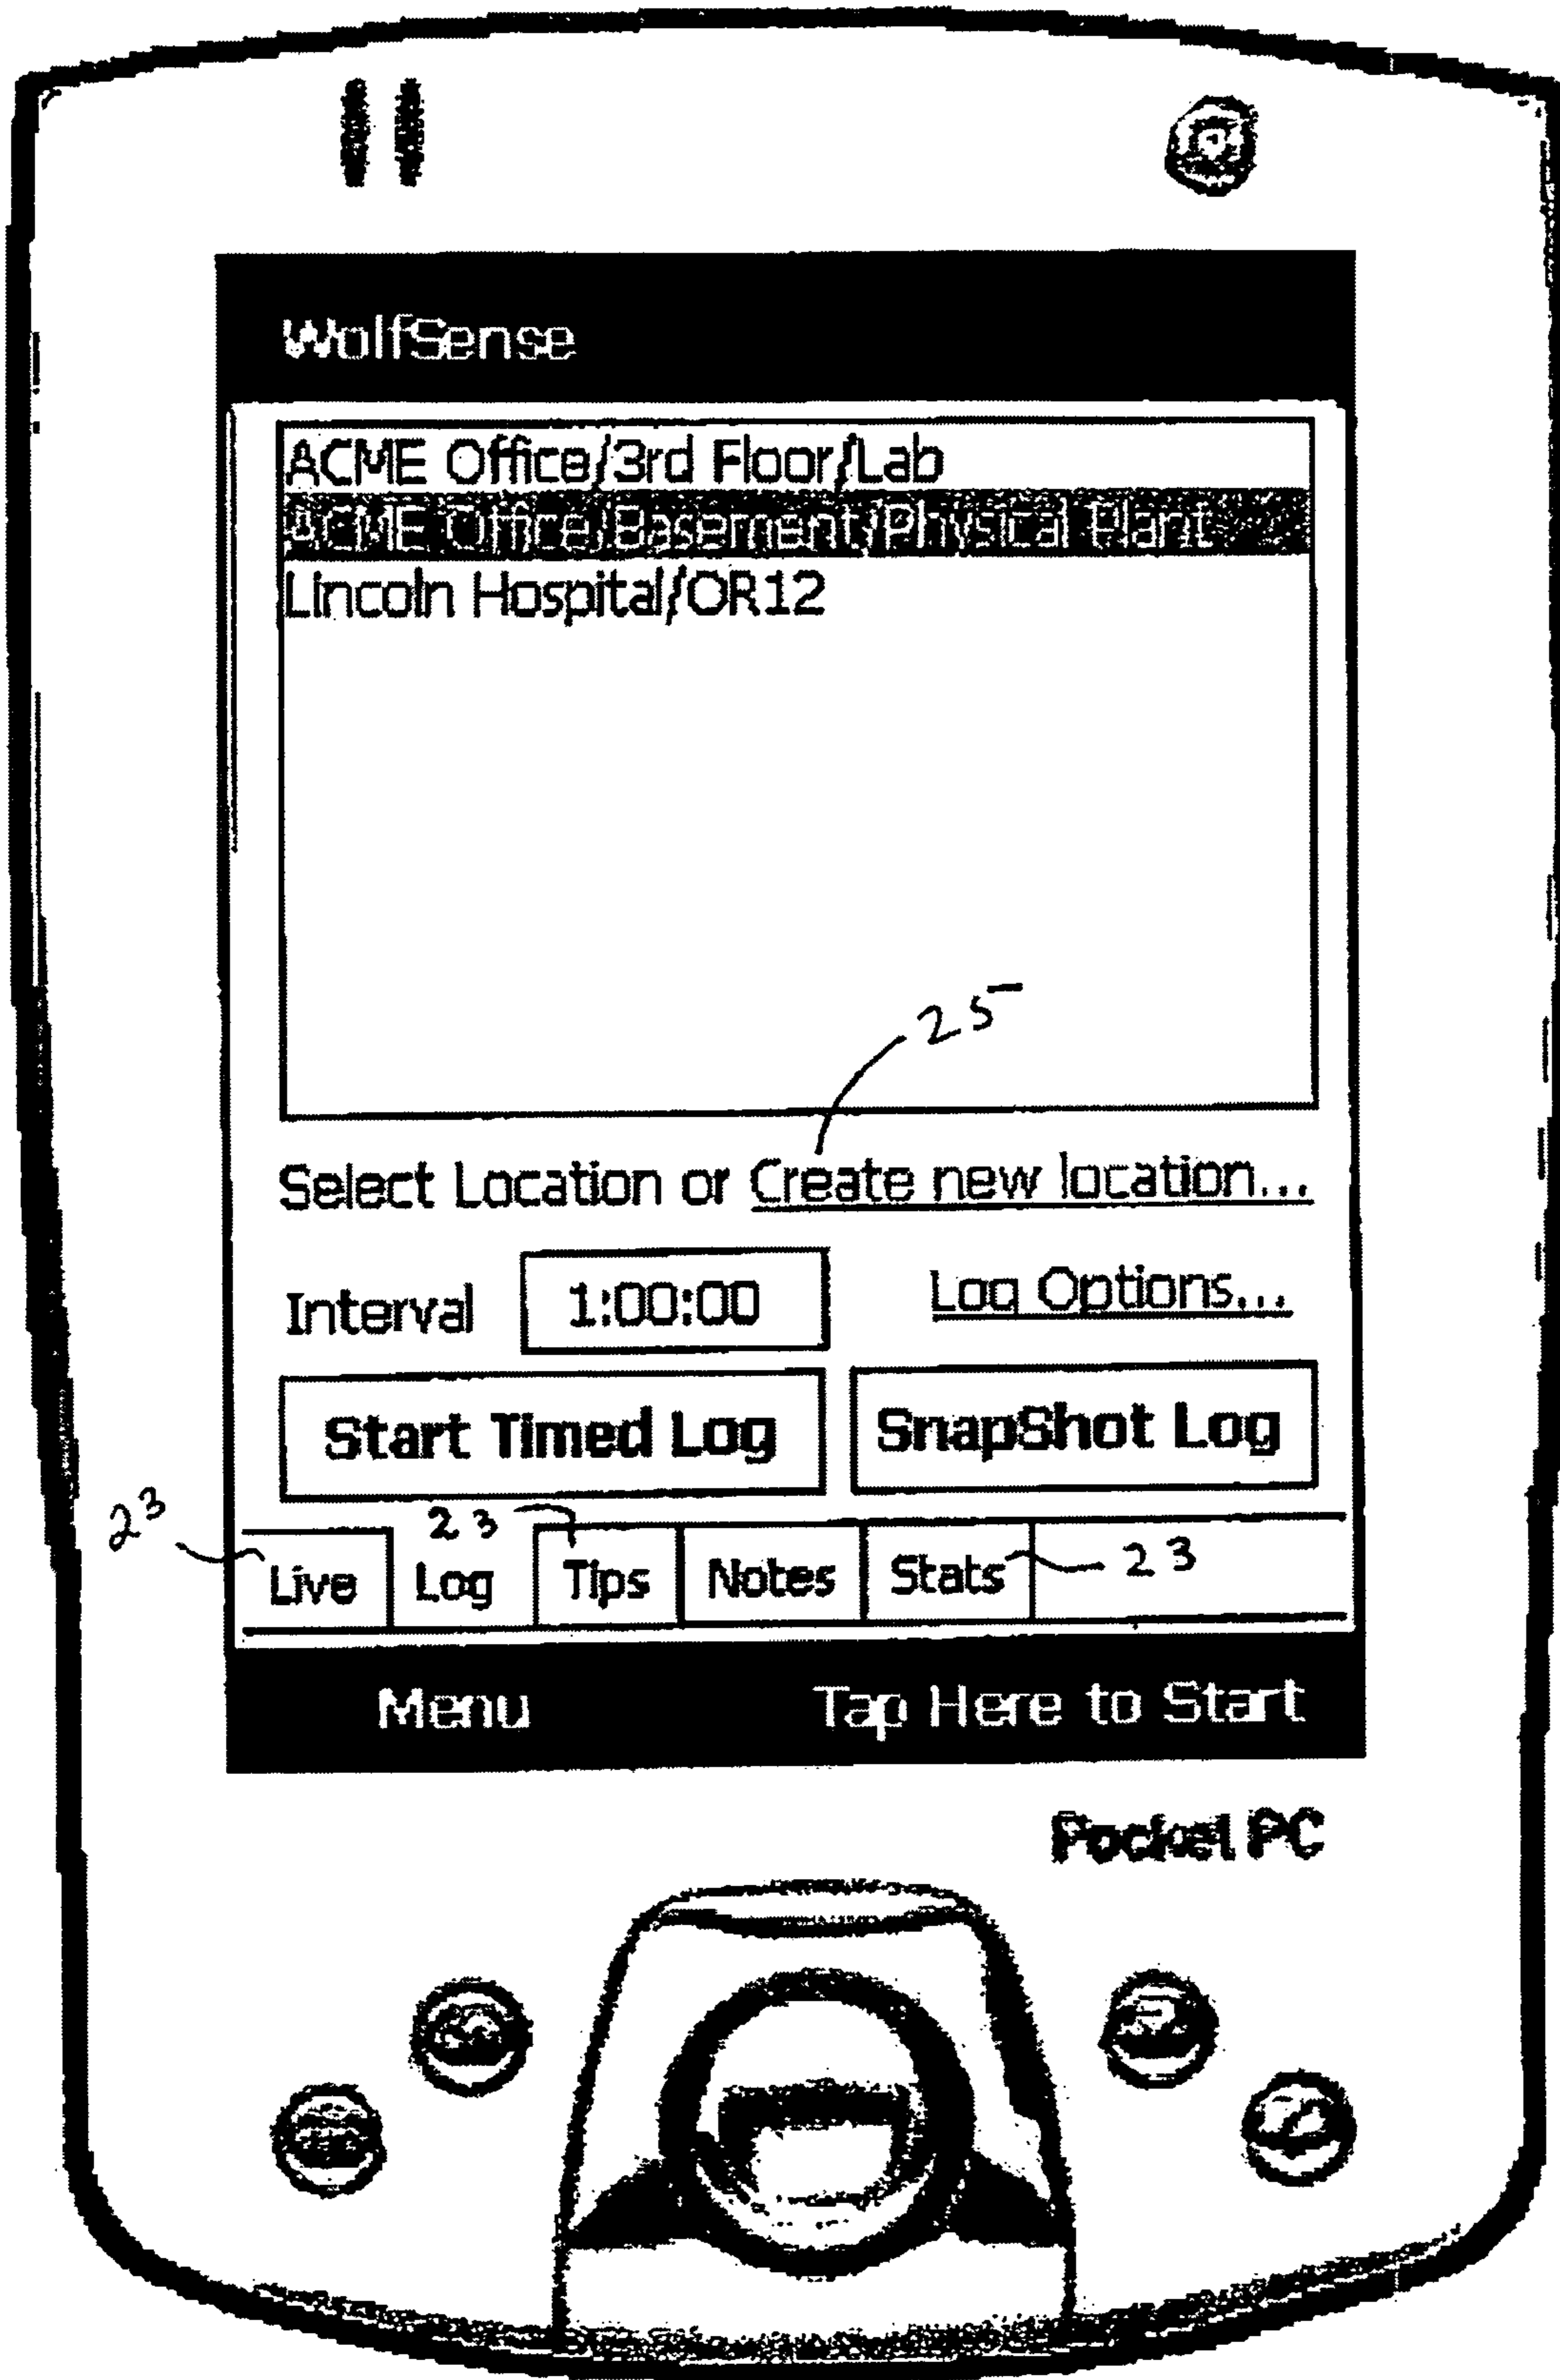 WolfSense
ACME Office/3rd Floor/Lab
ACME Office/Basement/Physical Plant
Lincoln Hospital/OR12
25
Select Location or Create new location...
Interval 1:00:00 Log Options...
Start Timed Log SnapShot Log
23 23 23
Live Log Tips Notes Stats
Menu Tap Here to Start
Pocket PC